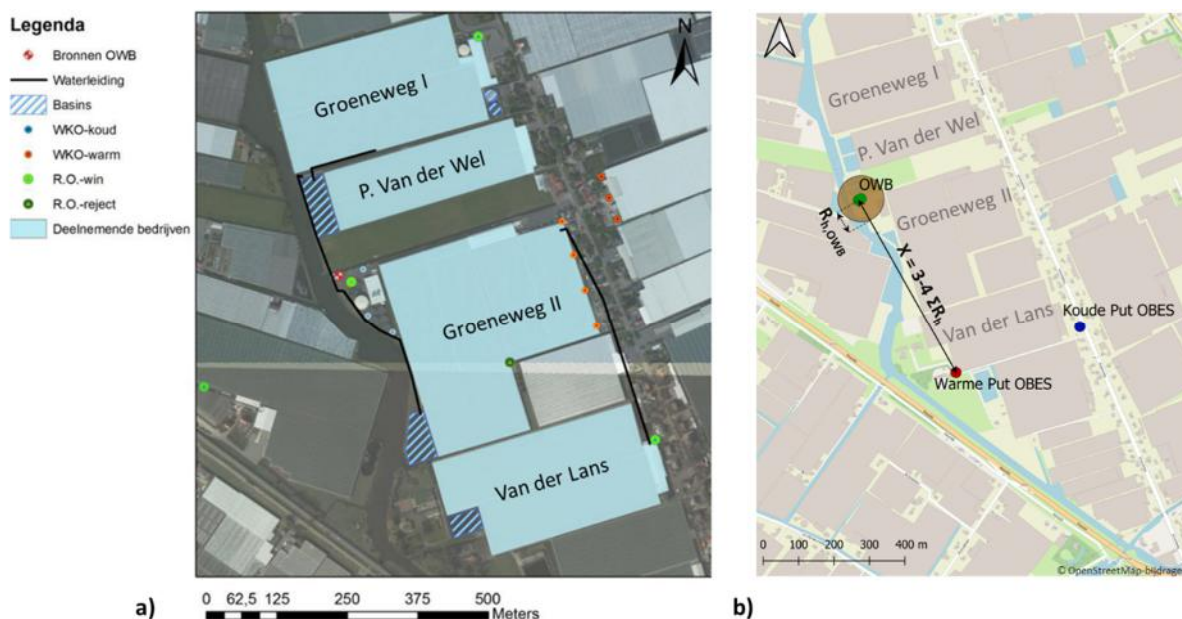 Legenda
Bronnen OWB
Waterleiding
Basins
WKO-koud
WKO-warm
R.O.-win
R.O.-reject
Deelnemende bedrijven
N
Groeneweg I
P. Van der Wel
Groeneweg II
Van der Lans
a)
0 62,5 125 250 375 500
Meters
Groeneweg I
P. Van der Wel
OWB
Groeneweg II
Rh,OWB
X = 3-4 ΣRh
Van der Lans
Koude Put OBES
Warme Put OBES
0 100 200 300 400 m
© OpenStreetMap-bijdrage
b)